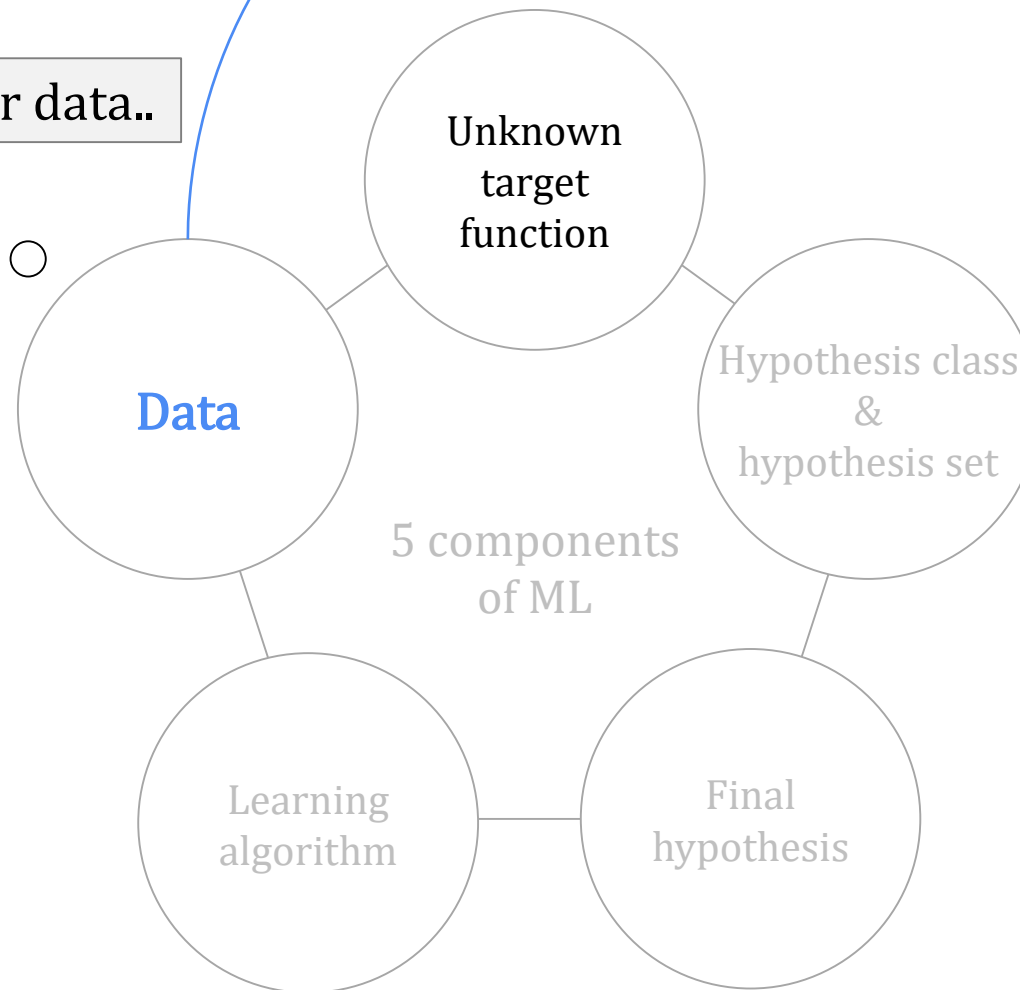 r data..
Unknown
target
function
Data
Hypothesis class
&
hypothesis set
5 components
of ML
Learning
algorithm
Final
hypothesis